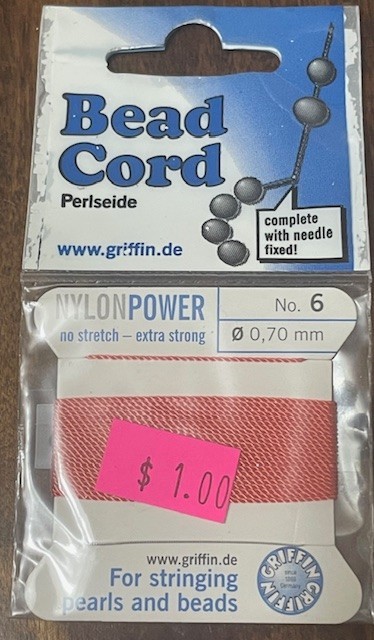 Bead
Cord
Perlseide
complete
with needle
fixed!
www.griffin.de
NYLONPOWER
no stretch – extra strong
No. 6
Ø 0,70 mm
$ 1.00
www.griffin.de
For stringing
pearls and beads
GRIFFIN
GRIFFIN
Germany